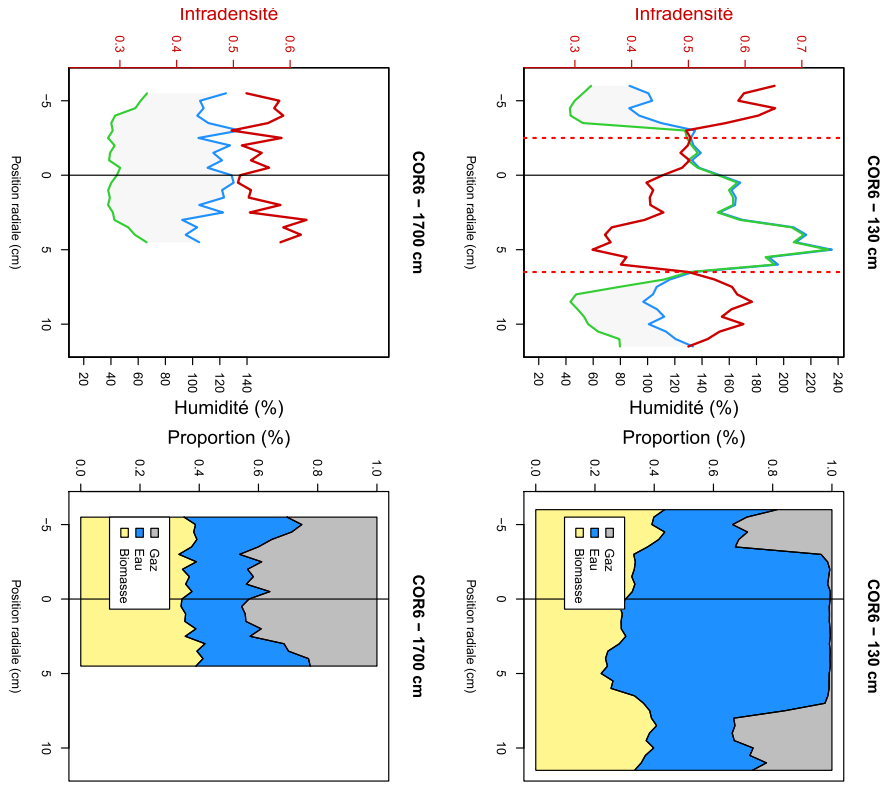 COR6 − 130 cm
Intradensité
0.3 0.4 0.5 0.6 0.7
−5 0 5 10
Position radiale (cm)
20 40 60 80 100 120 140 160 180 200 220 240
Humidité (%)
COR6 − 130 cm
Proportion (%)
0.0 0.2 0.4 0.6 0.8 1.0
Gaz
Eau
Biomasse
−5 0 5 10
Position radiale (cm)
COR6 − 1700 cm
Intradensité
0.3 0.4 0.5 0.6
−5 0 5 10
Position radiale (cm)
20 40 60 80 100 120 140
Humidité (%)
COR6 − 1700 cm
Proportion (%)
0.0 0.2 0.4 0.6 0.8 1.0
Gaz
Eau
Biomasse
−5 0 5 10
Position radiale (cm)